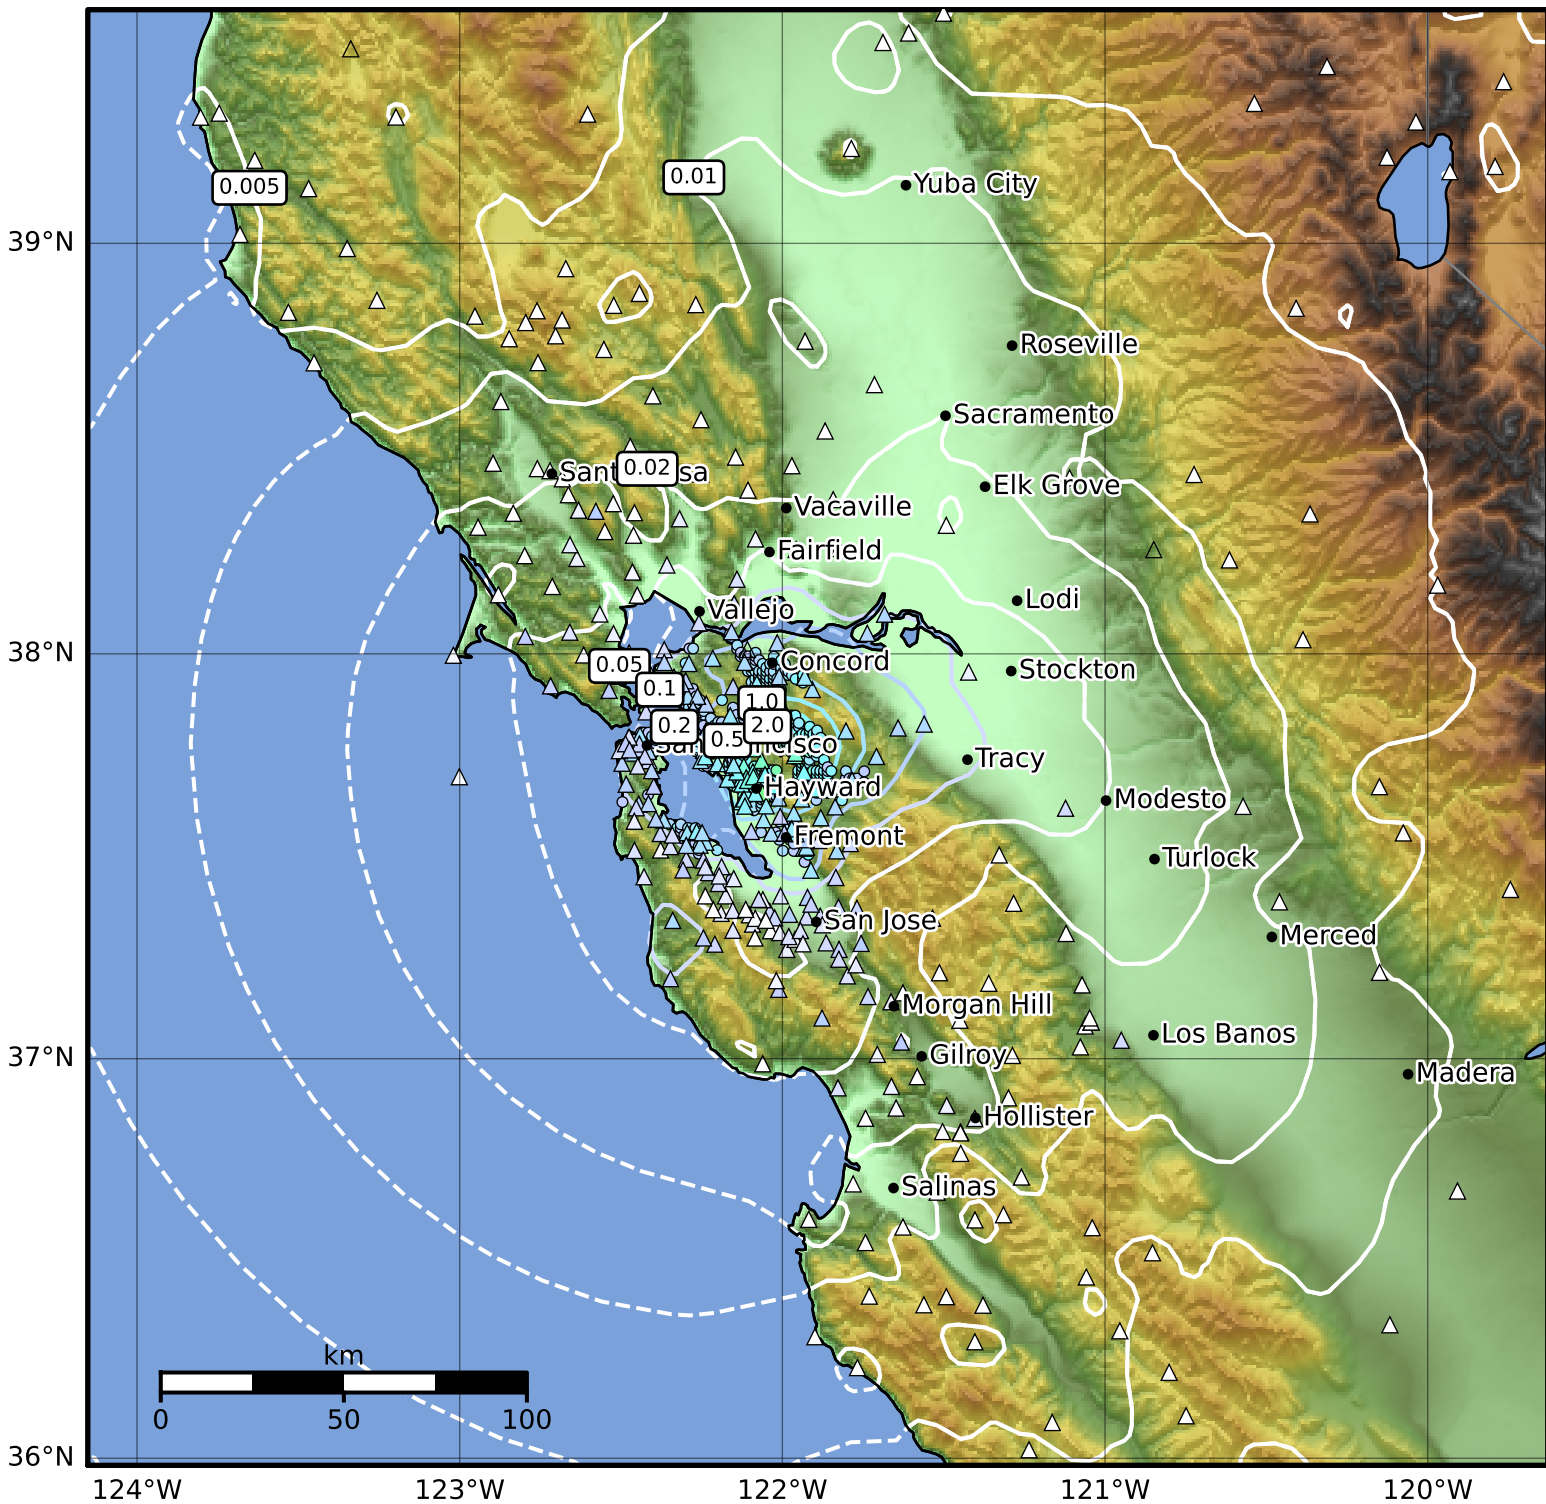 0.01
Yuba City
0.005
39°N
Roseville
Sacramento
0.02
Elk Grove
Vacaville
Fairfield
Lodi
Vallejo
38°N
Concord
0.05
Stockton
0.1
1.0
0.2
2.0
0.5
Tracy
Hayward
Modesto
Fremont
Turlock
San Jose
Merced
Morgan Hill
Los Banos
37°N
Gilroy
Madera
Hollister
Salinas
km
0 50 100
36°N
124°W 123°W 122°W 121°W 120°W